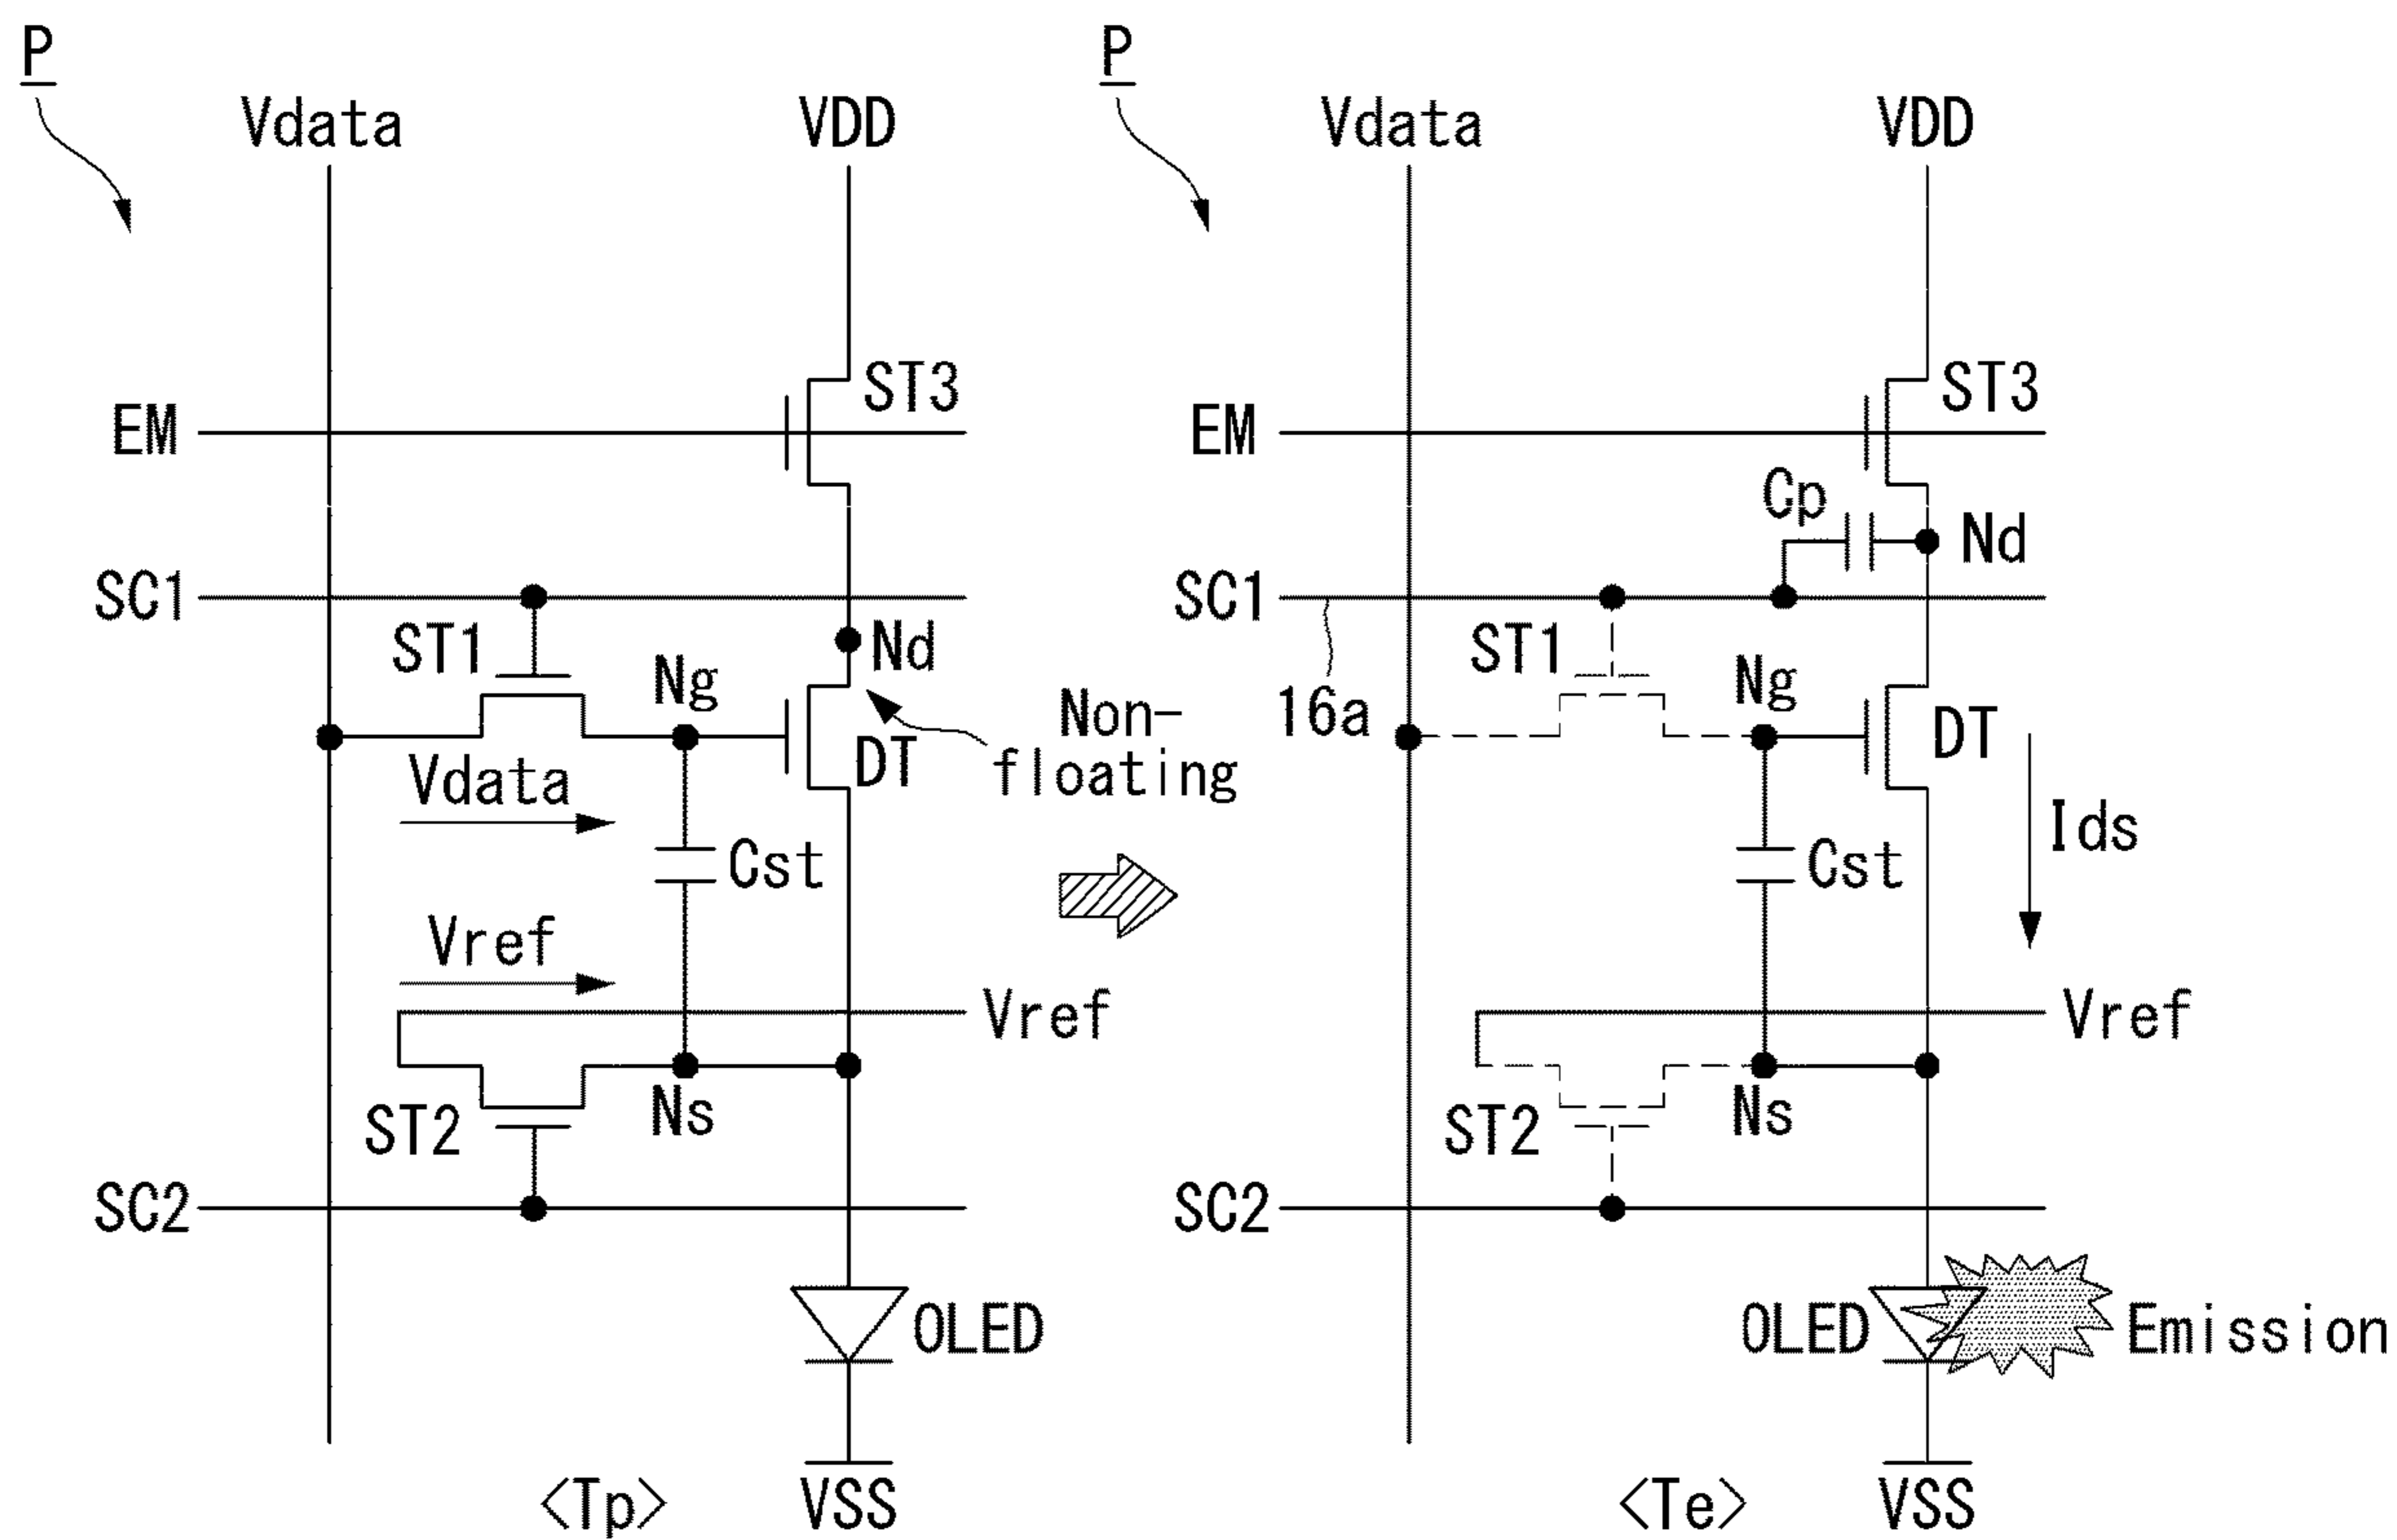 P
Vdata
VDD
ST3
EM
SC1
ST1
Ng
Nd
Non-
floating
DT
Vdata
Cst
Vref
Vref
ST2
Ns
SC2
OLED
<Tp>
VSS
P
Vdata
VDD
ST3
EM
Cp
Nd
SC1
ST1
Ng
16a
DT
Ids
Cst
Vref
ST2
Ns
SC2
OLED
Emission
<Te>
VSS